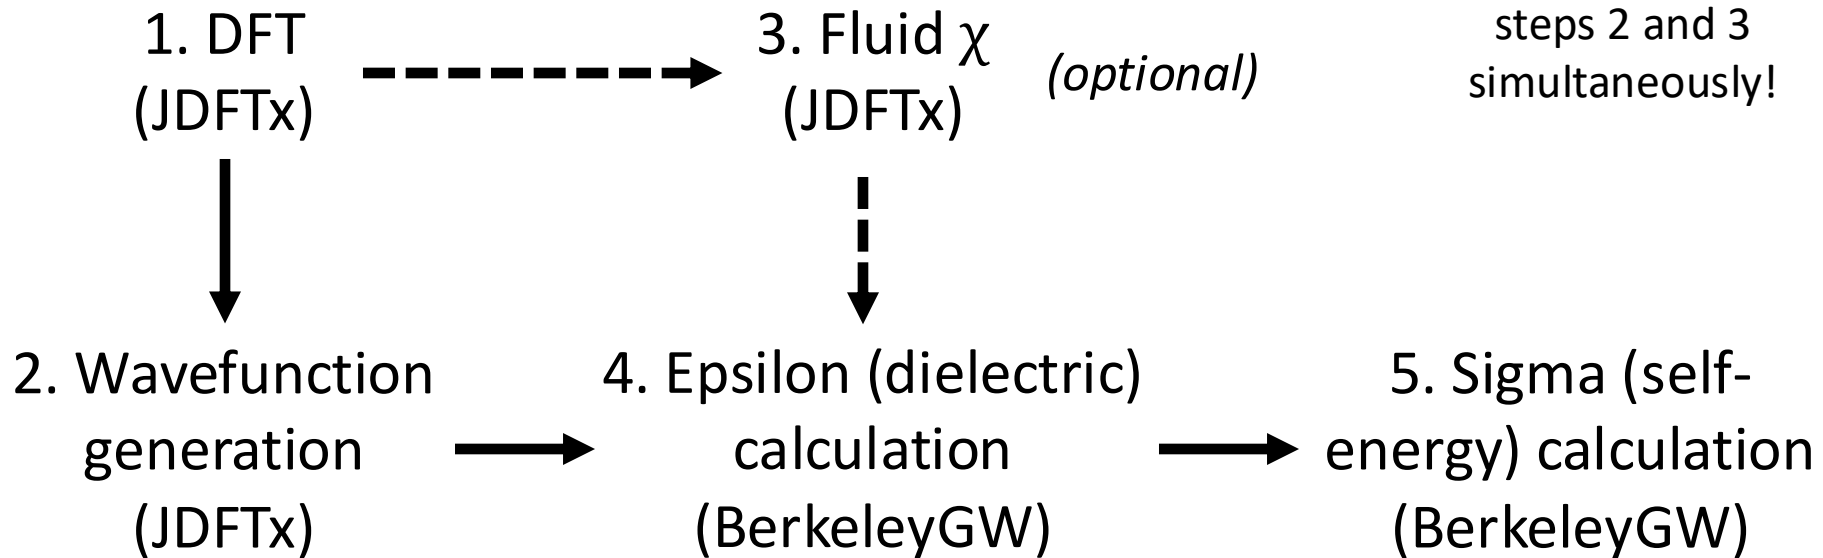 1. DFT
(JDFTx)
3. Fluid χ
(JDFTx)
(optional)
steps 2 and 3
simultaneously!
2. Wavefunction
generation
(JDFTx)
4. Epsilon (dielectric)
calculation
(BerkeleyGW)
5. Sigma (self-
energy) calculation
(BerkeleyGW)